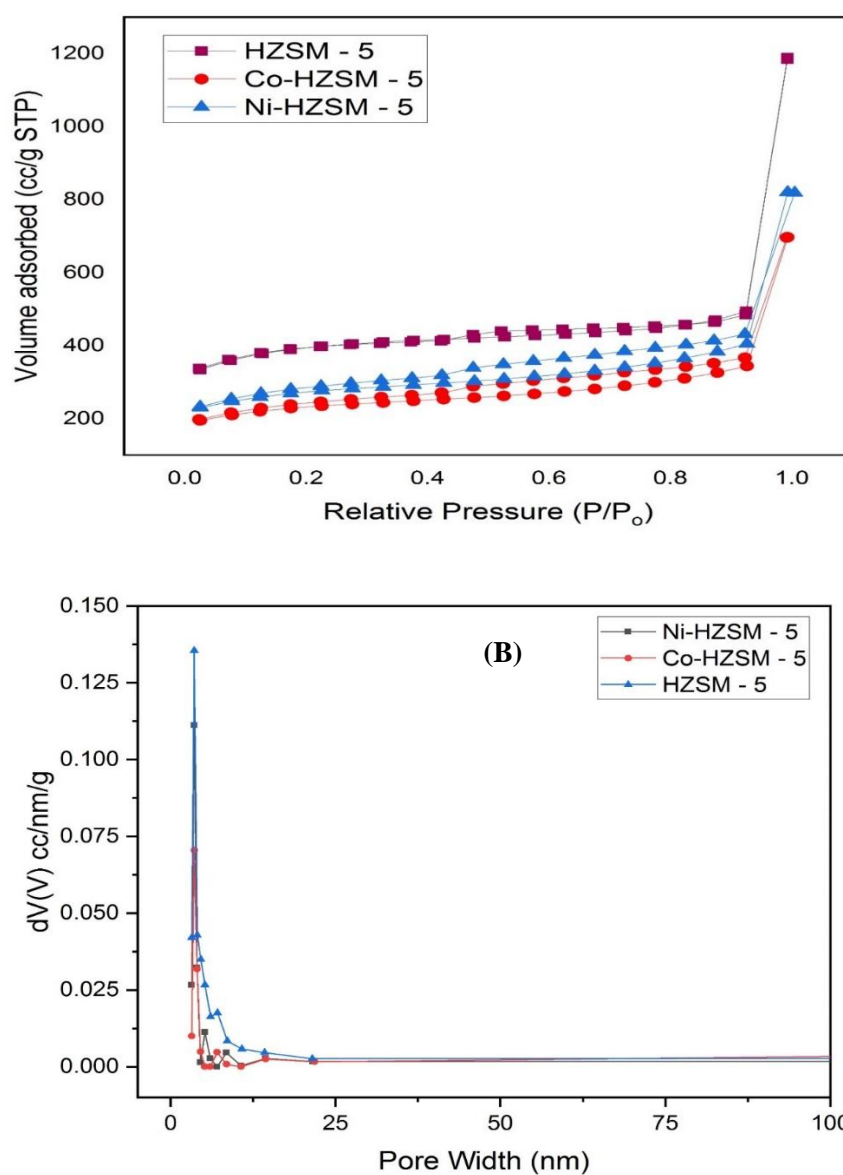 1200
1000
800
600
400
200
Volume adsorbed (cc/g STP)
HZSM - 5
Co-HZSM - 5
Ni-HZSM - 5
0.0 0.2 0.4 0.6 0.8 1.0
Relative Pressure (P/Po)
0.150
0.125
0.100
0.075
0.050
0.025
0.000
dV(V) cc/nm/g
(B)
Ni-HZSM - 5
Co-HZSM - 5
HZSM - 5
0 25 50 75 100
Pore Width (nm)